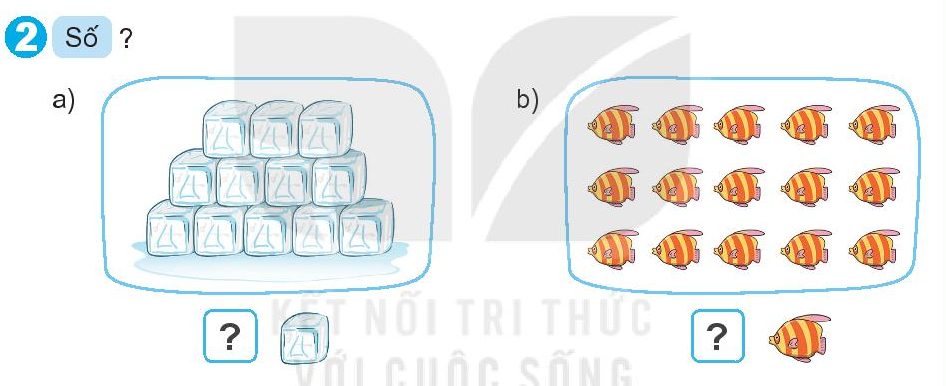 2 Số ?
a)
b)
? ?
KẾT NỐI TRI THỨC
VỚI CUỘC SỐNG